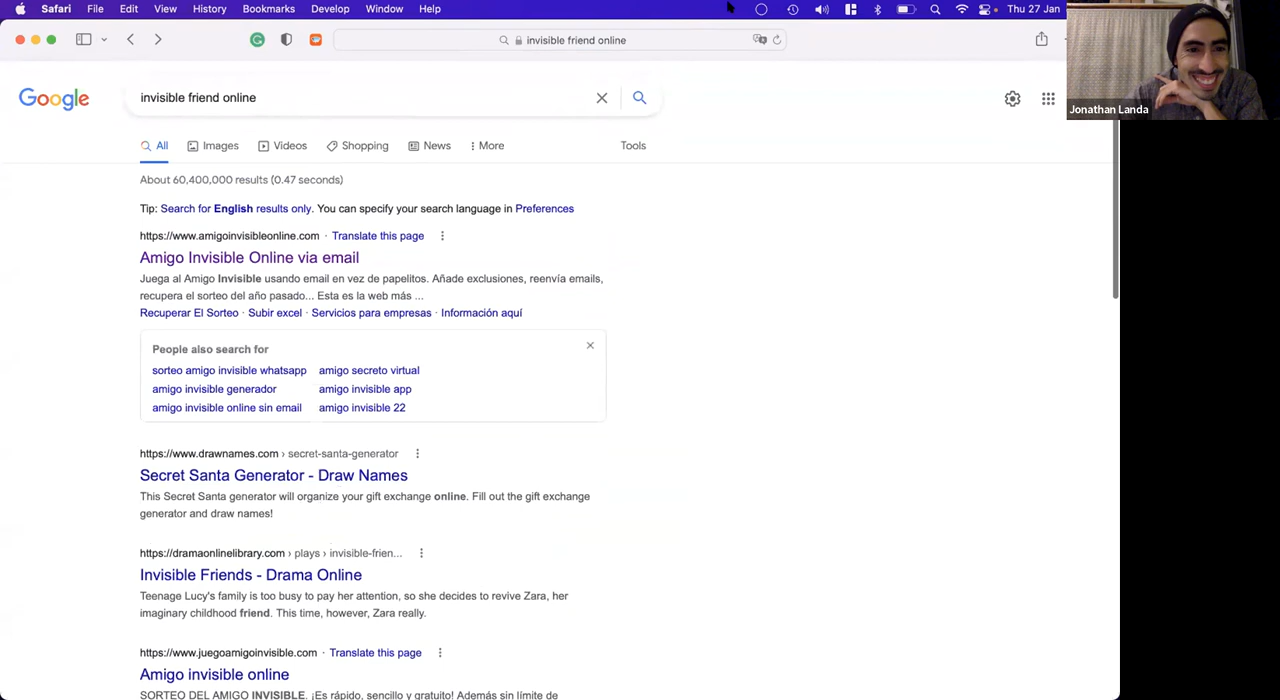 Safari File Edit View History Bookmarks Develop Window Help Thu 27 Jan
invisible friend online
Jonathan Landa
Google invisible friend online
All Images Videos Shopping News More Tools
About 60,400,000 results (0.47 seconds)
Tip: Search for English results only. You can specify your search language in Preferences
https://www.amigoinvisibleonline.com · Translate this page
Amigo Invisible Online via email
Juega al Amigo Invisible usando email en vez de papelitos. Añade exclusiones, reenvía emails,
recupera el sorteo del año pasado... Esta es la web más ...
Recuperar El Sorteo · Subir excel · Servicios para empresas · Información aquí
People also search for
sorteo amigo invisible whatsapp amigo secreto virtual
amigo invisible generador amigo invisible app
amigo invisible online sin email amigo invisible 22
https://www.drawnames.com › secret-santa-generator
Secret Santa Generator - Draw Names
This Secret Santa generator will organize your gift exchange online. Fill out the gift exchange
generator and draw names!
https://dramaonlinelibrary.com › plays › invisible-frien...
Invisible Friends - Drama Online
Teenage Lucy's family is too busy to pay her attention, so she decides to revive Zara, her
imaginary childhood friend. This time, however, Zara really.
https://www.juegoamigoinvisible.com · Translate this page
Amigo invisible online
SORTEO DEL AMIGO INVISIBLE. ¡Es rápido, sencillo y gratuito! Además sin límite de